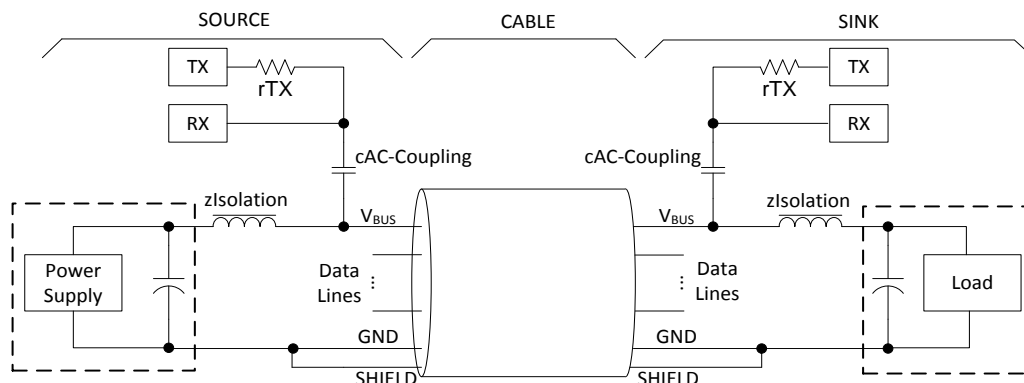 SOURCE
CABLE
SINK
TX
rTX
RX
cAC-Coupling
zIsolation
VBUS
Power
Supply
Data
Lines
GND
SHIELD
rTX
TX
RX
cAC-Coupling
VBUS
zIsolation
Data
Lines
Load
GND
SHIELD